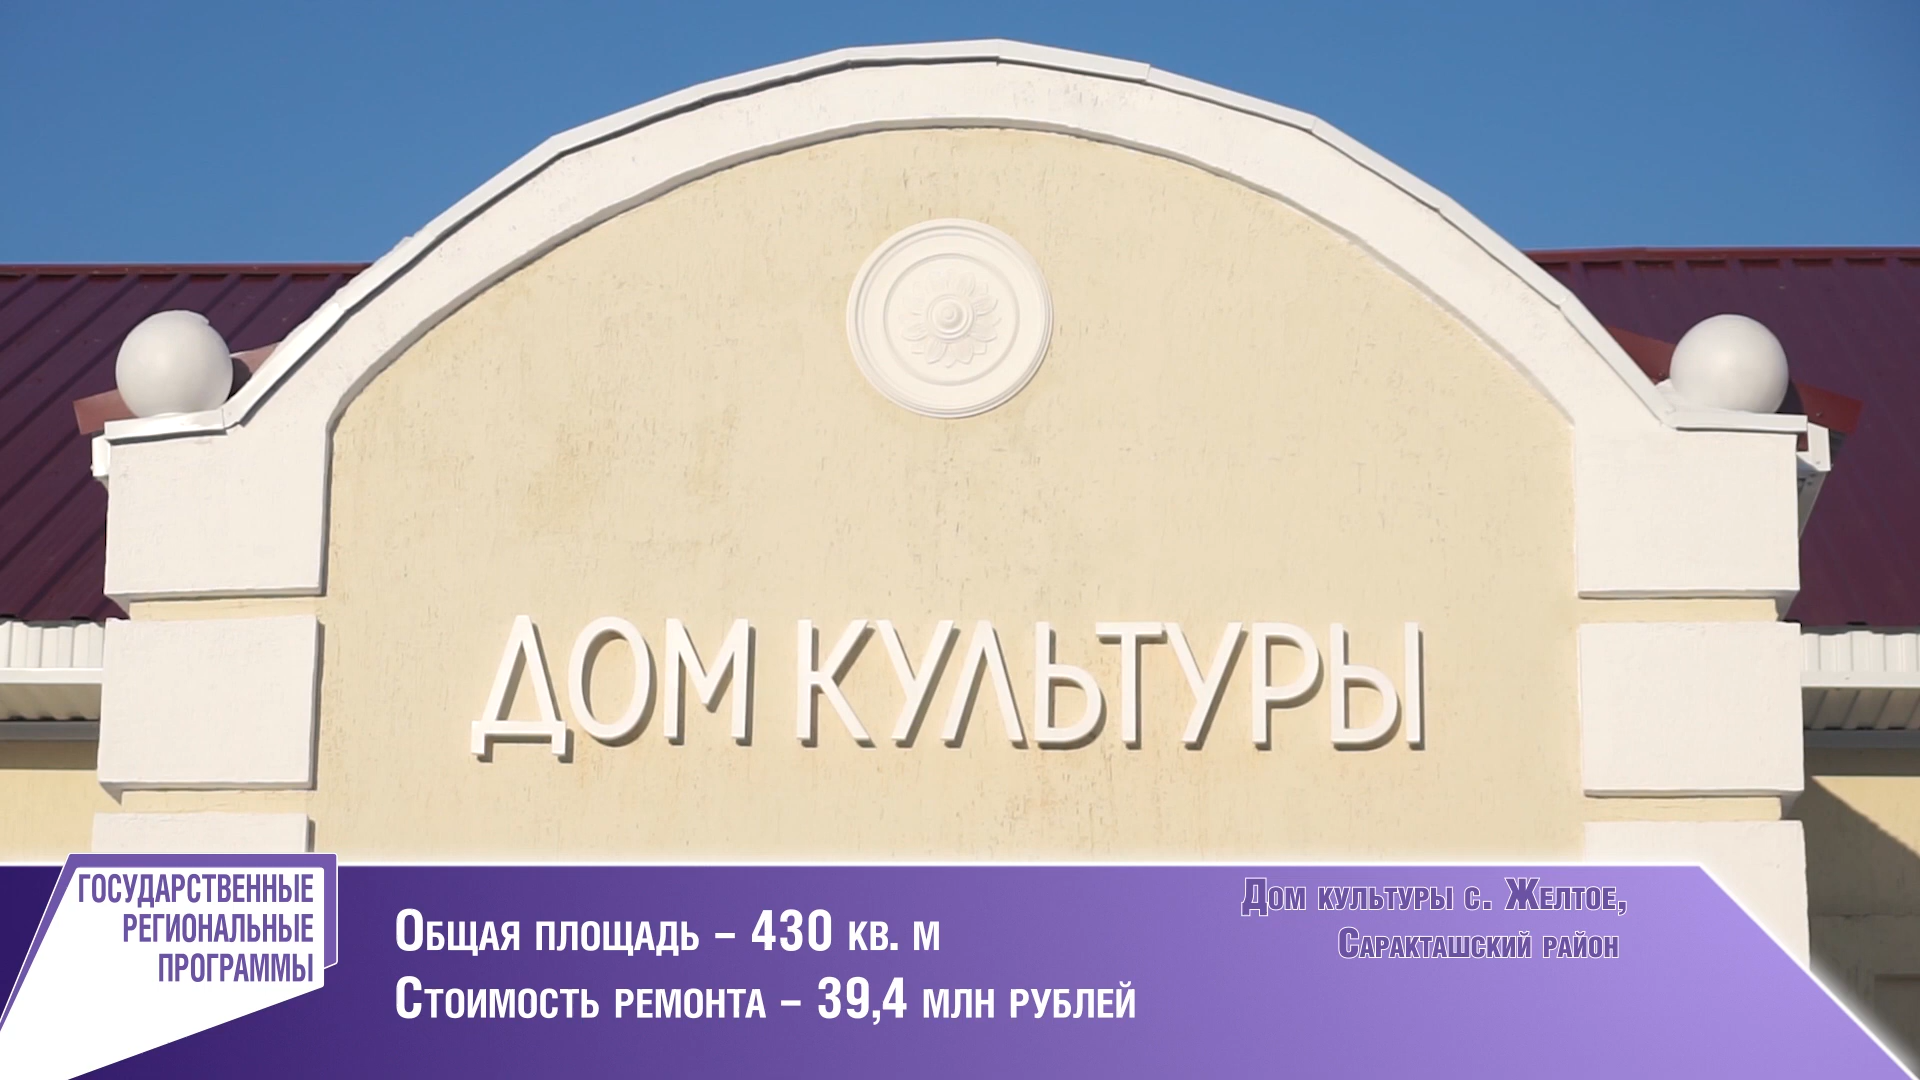 ДОМ КУЛЬТУРЫ
ГОСУДАРСТВЕННЫЕ
РЕГИОНАЛЬНЫЕ
ПРОГРАММЫ
Общая площадь – 430 кв. м
Стоимость ремонта – 39,4 млн рублей
Дом культуры с. Желтое,
Саракташский район